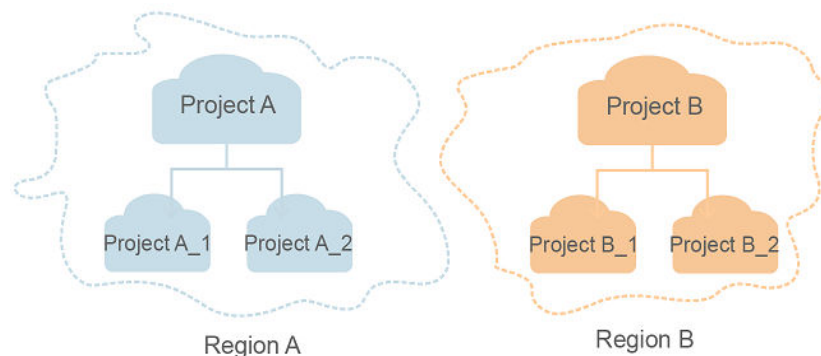 Project A
Project B
Project A_1
Project A_2
Project B_1
Project B_2
Region A
Region B